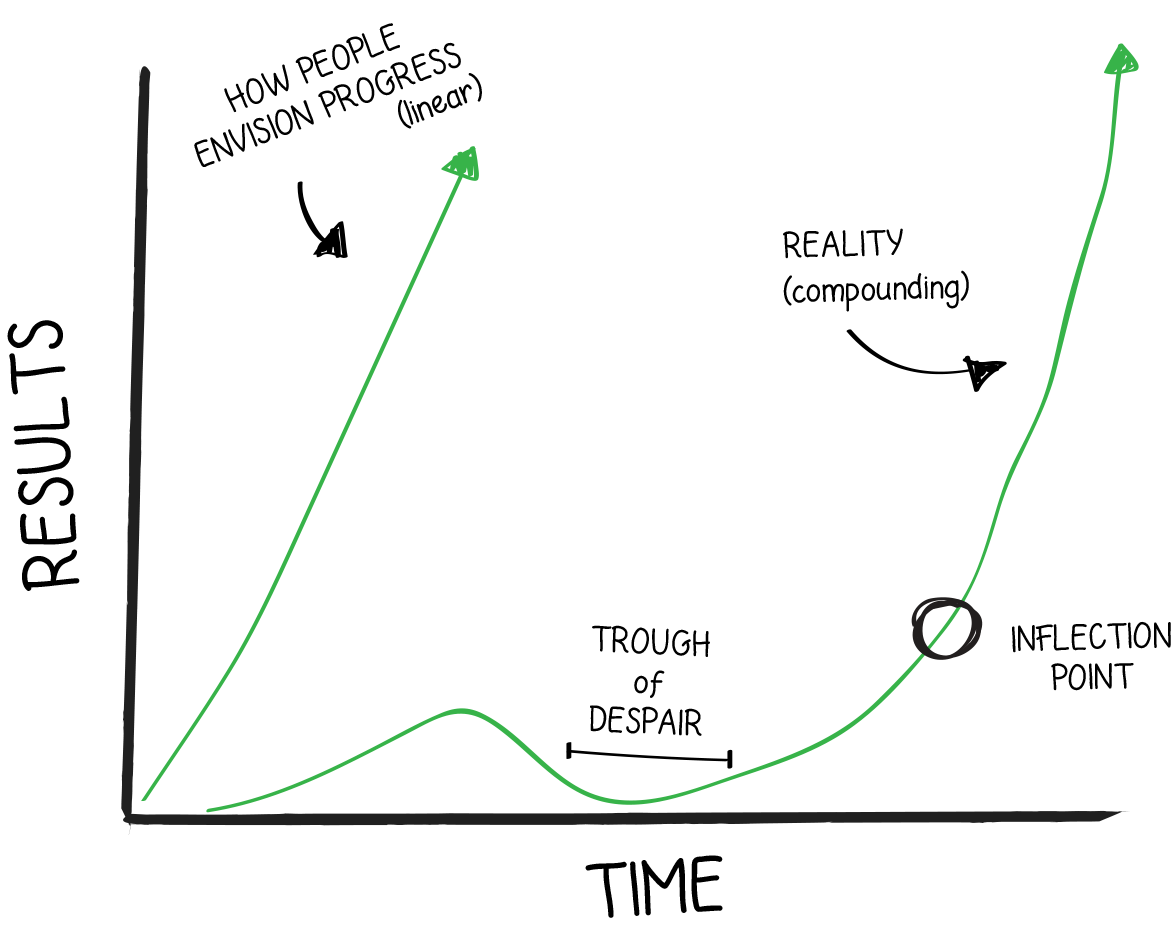 HOW PEOPLE
ENVISION PROGRESS
(linear)
REALITY
(compounding)
RESULTS
TROUGH
of
DESPAIR
INFLECTION
POINT
TIME